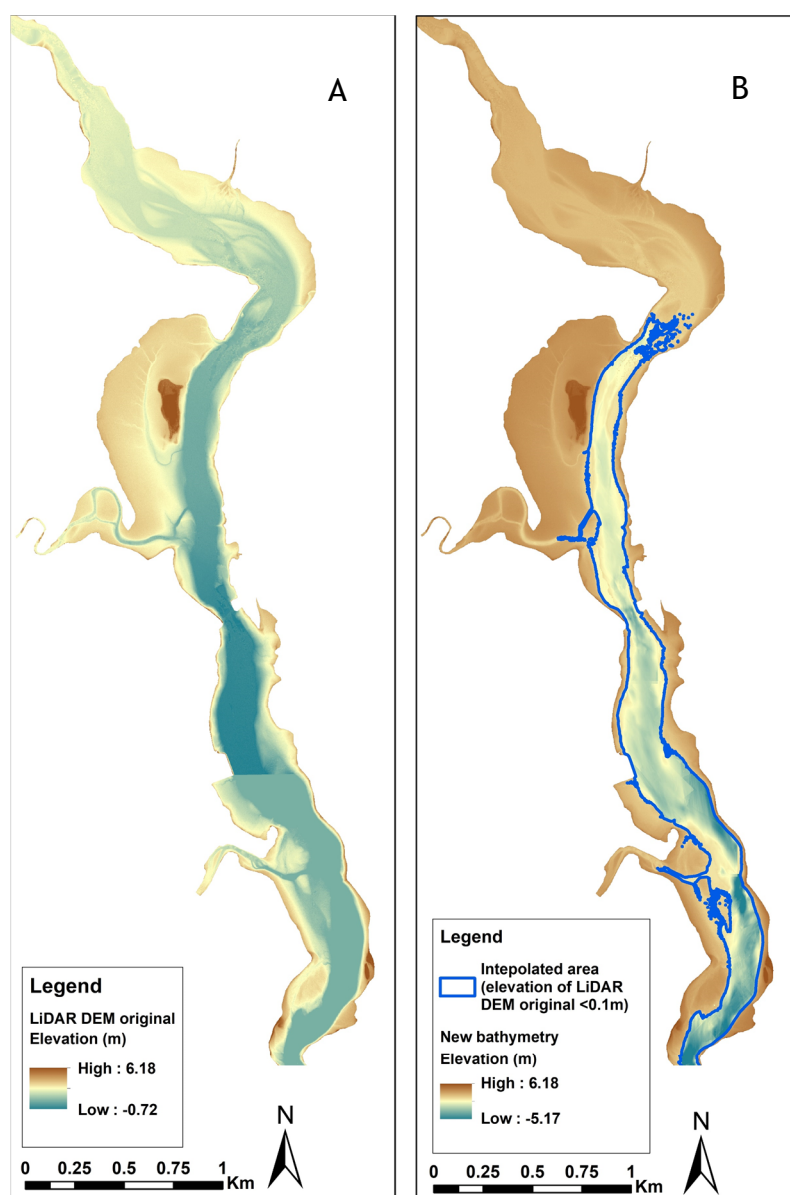 A
Legend
LiDAR DEM original
Elevation (m)
High : 6.18
Low : -0.72
N
0 0.25 0.5 0.75 1
Km
B
Legend
Intepolated area
(elevation of LiDAR
DEM original <0.1m)
New bathymetry
Elevation (m)
High : 6.18
Low : -5.17
N
0 0.25 0.5 0.75 1
Km